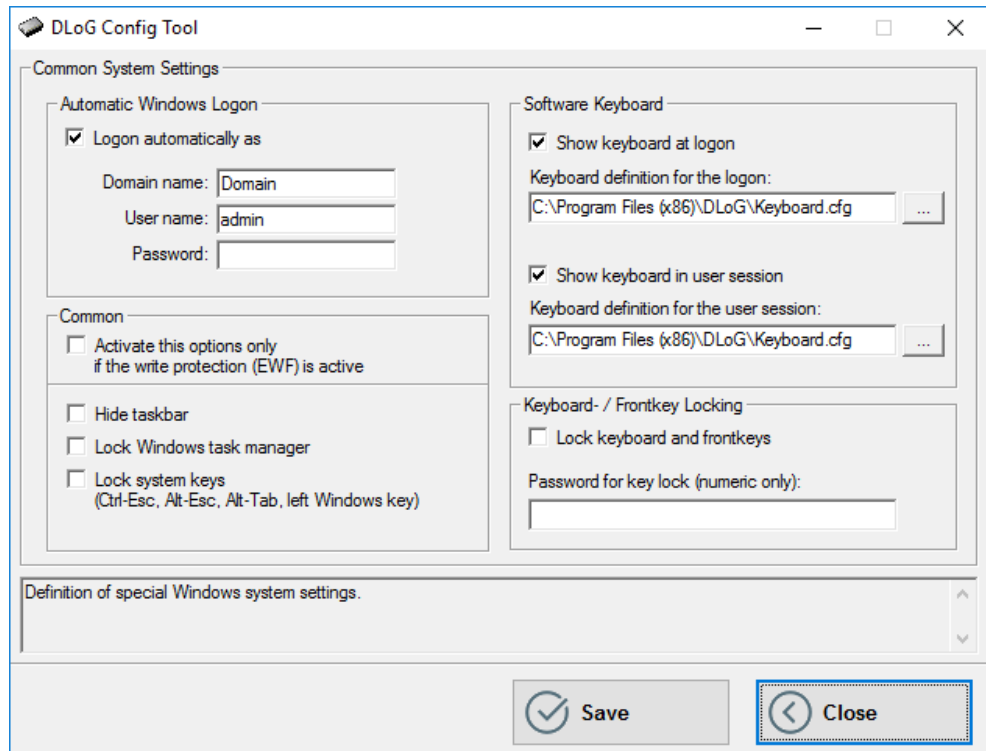 DLoG Config Tool
Common System Settings
Automatic Windows Logon
Logon automatically as
Domain name: Domain
User name: admin
Password:
Common
Activate this options only
if the write protection (EWF) is active
Hide taskbar
Lock Windows task manager
Lock system keys
(Ctrl-Esc, Alt-Esc, Alt-Tab, left Windows key)
Software Keyboard
Show keyboard at logon
Keyboard definition for the logon:
C:\Program Files (x86)\DLoG\Keyboard.cfg
...
Show keyboard in user session
Keyboard definition for the user session:
C:\Program Files (x86)\DLoG\Keyboard.cfg
...
Keyboard- / Frontkey Locking
Lock keyboard and frontkeys
Password for key lock (numeric only):
Definition of special Windows system settings.
Save
Close